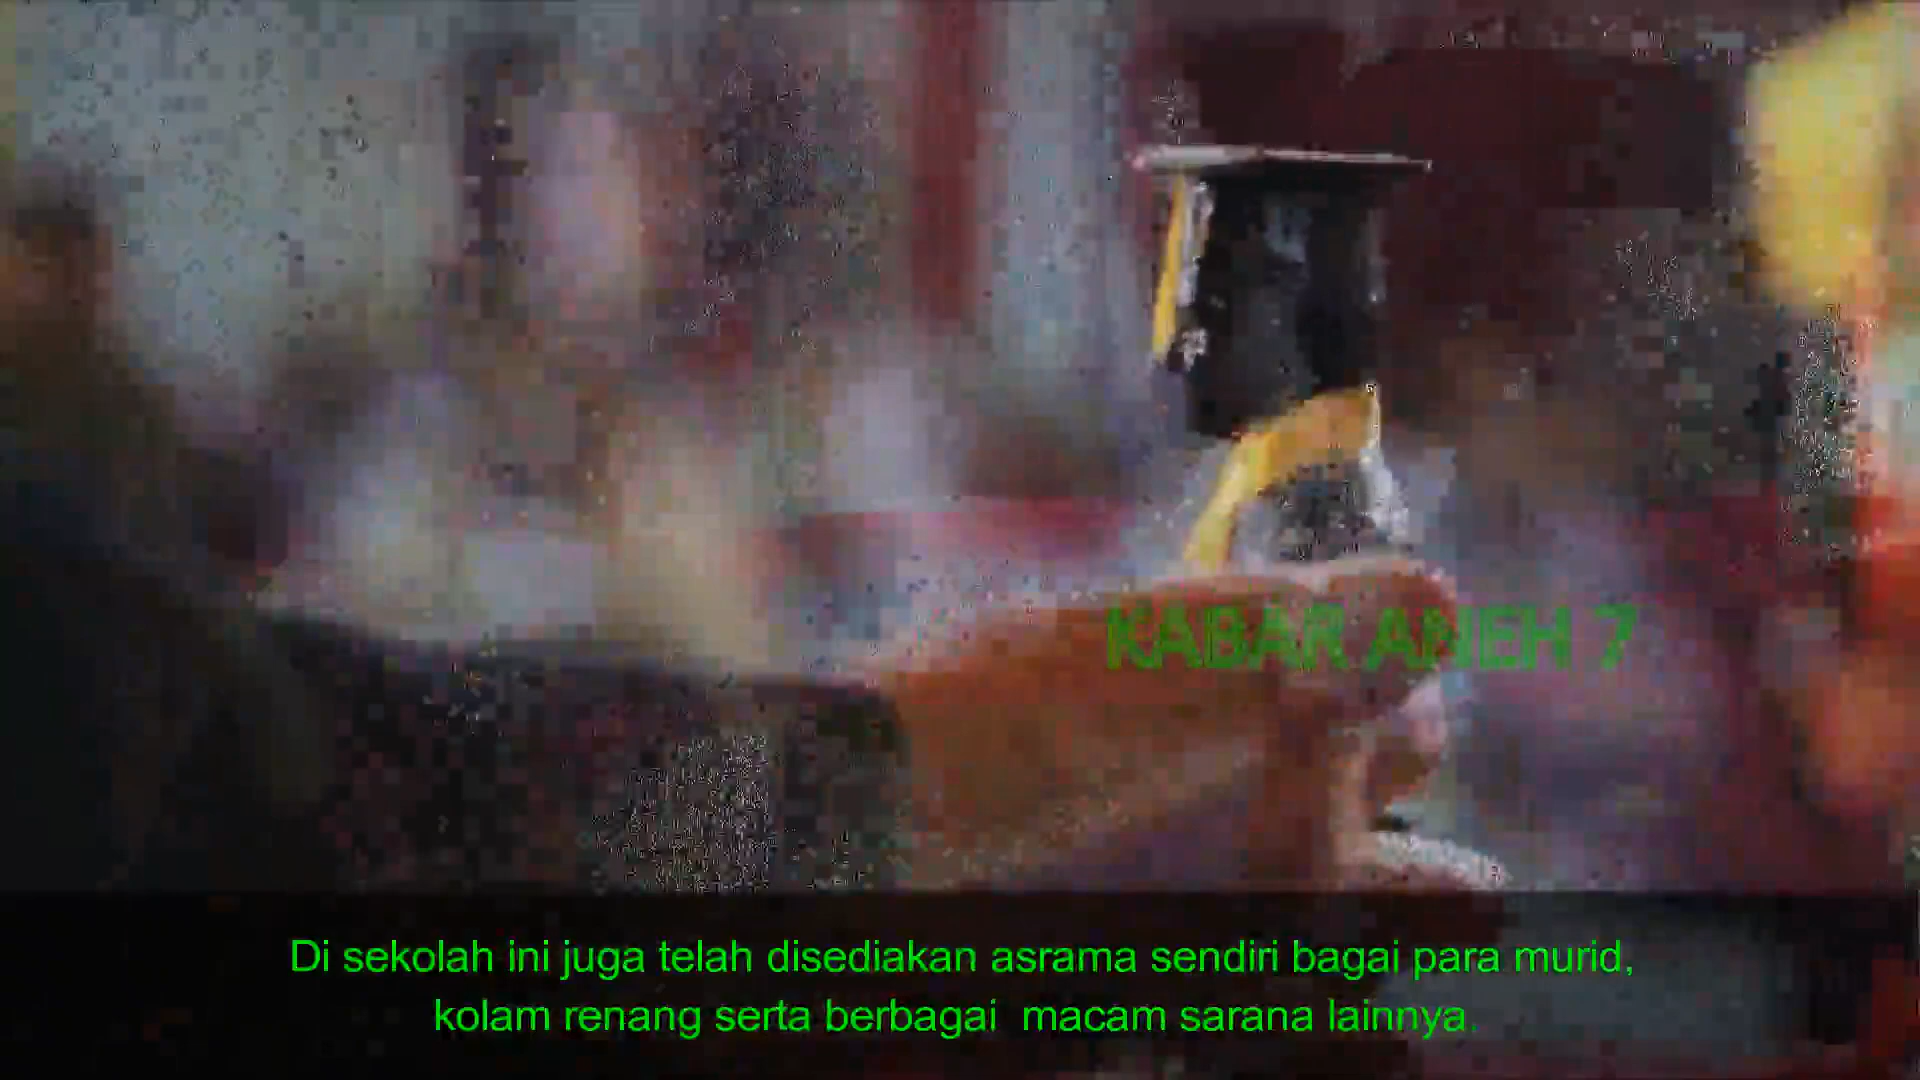 KABAR ANEH 7
Di sekolah ini juga telah disediakan asrama sendiri bagai para murid,
kolam renang serta berbagai  macam sarana lainnya.